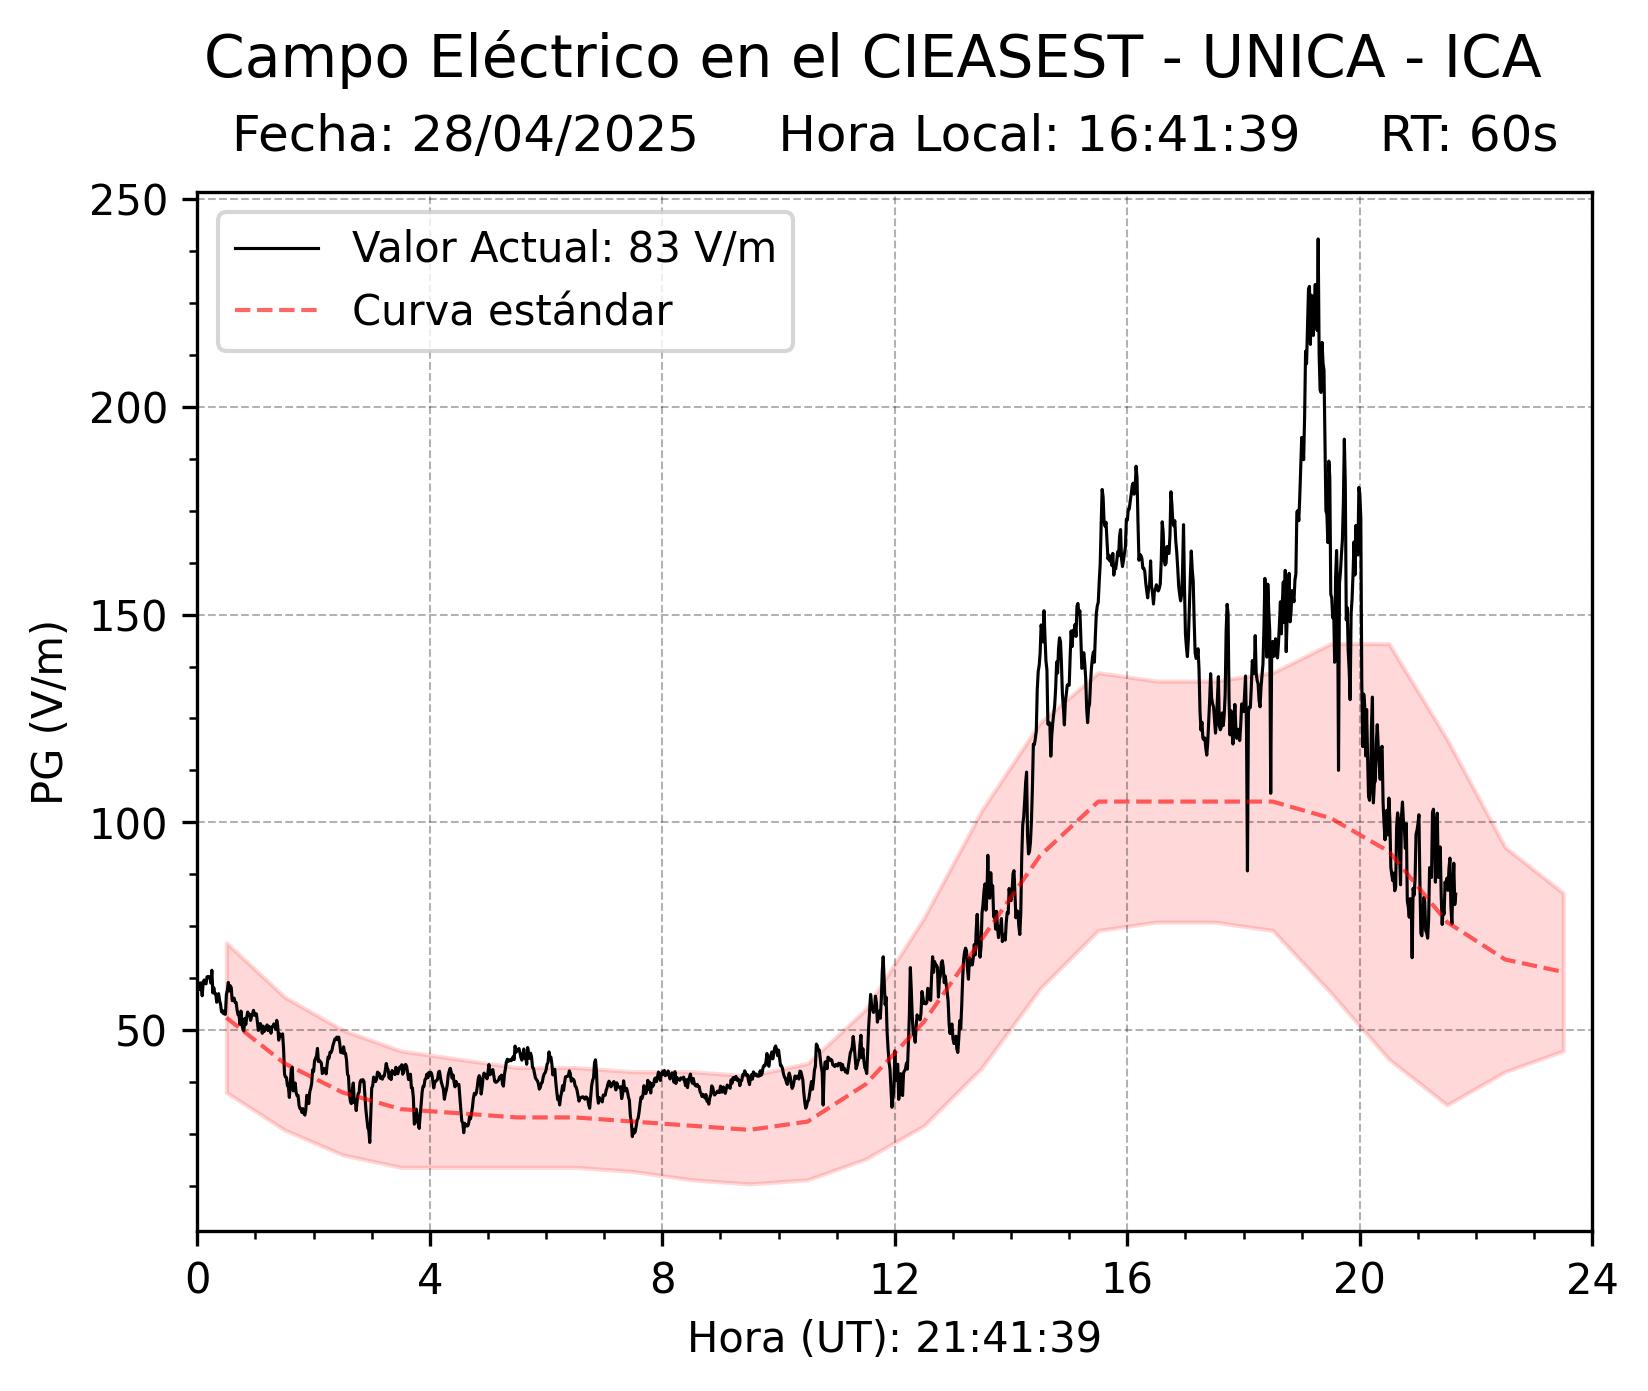 Campo Eléctrico en el CIEASEST - UNICA - ICA
Fecha: 28/04/2025 Hora Local: 16:41:39 RT: 60s
Valor Actual: 83 V/m
Curva estándar
PG (V/m)
250
200
150
100
50
0 4 8 12 16 20 24
Hora (UT): 21:41:39